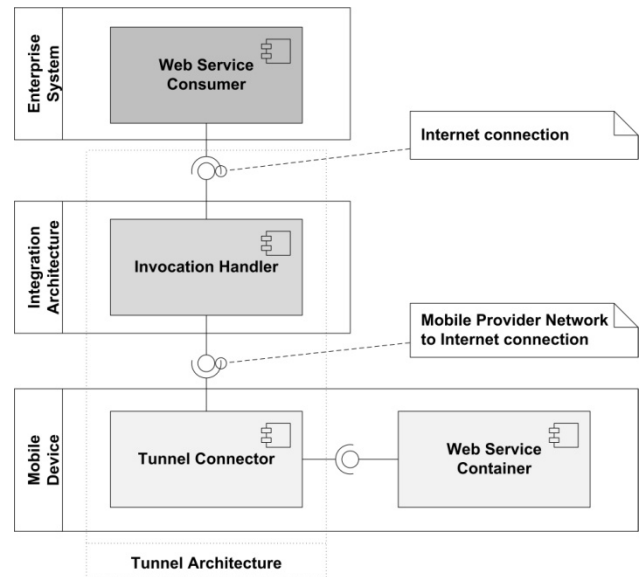 Enterprise
System
Web Service
Consumer
Internet connection
Integration
Architecture
Invocation Handler
Mobile Provider Network
to Internet connection
Mobile
Device
Tunnel Connector
Web Service
Container
Tunnel Architecture